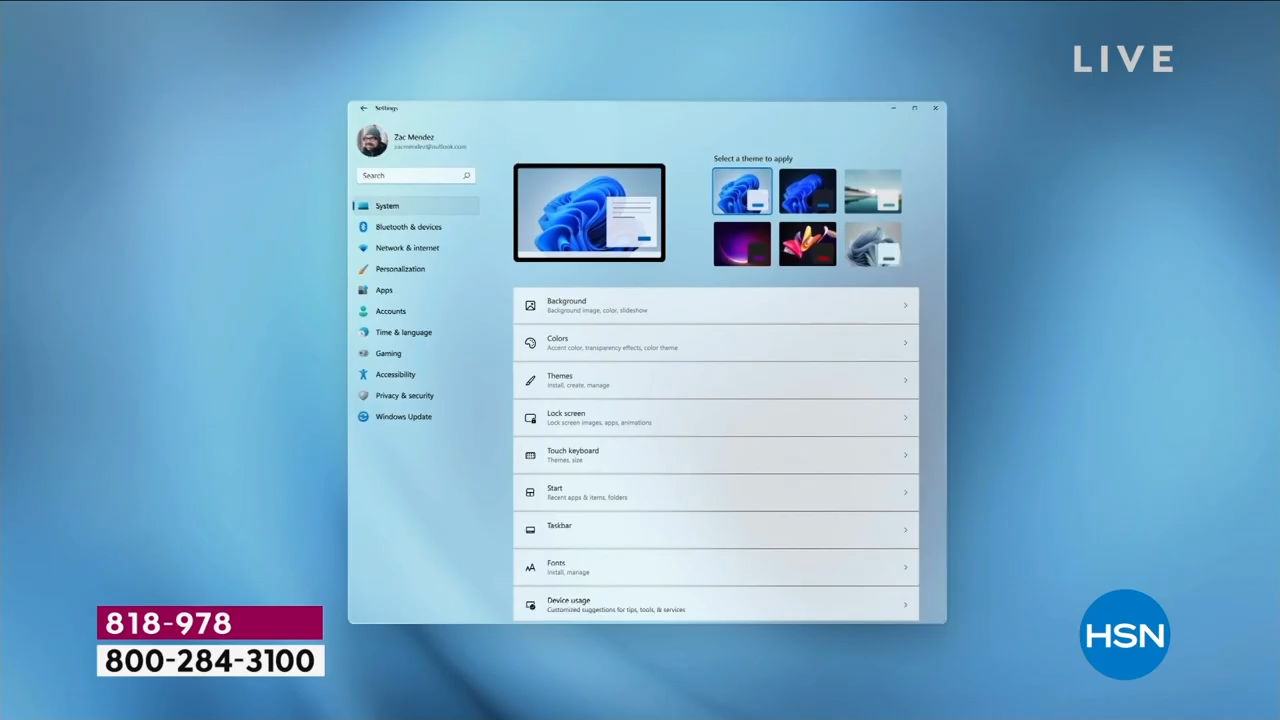 LIVE
Settings
Zac Mendez
zacmendez@outlook.com
Search
System
Bluetooth & devices
Network & internet
Personalization
Apps
Accounts
Time & language
Gaming
Accessibility
Privacy & security
Windows Update
Select a theme to apply
Background
Background image, color, slideshow
Colors
Accent color, transparency effects, color theme
Themes
Install, create, manage
Lock screen
Lock screen images, apps, animations
Touch keyboard
Themes, size
Start
Recent apps & items, folders
Taskbar
Fonts
Install, manage
Device usage
Customized suggestions for tips, tools, & services
818-978
800-284-3100
HSN